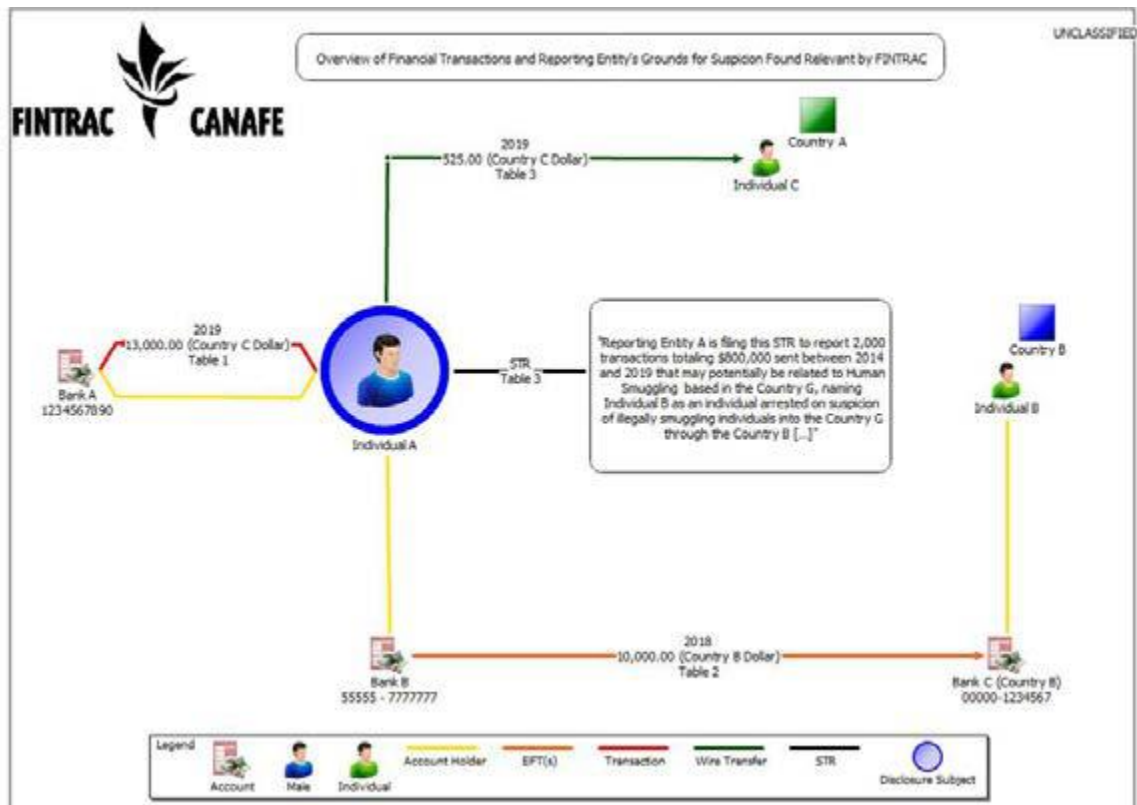 UNCLASSIFIED
Overview of Financial Transactions and Reporting Entity's Grounds for Suspicion Found Relevant by FINTRAC
FINTRAC CANAFE
Country A
2019
525.00 (Country C Dollar)
Table 3
Individual C
2019
13,000.00 (Country C Dollar)
Table 1
Bank A
1234567890
Individual A
STR
Table 3
"Reporting Entity A is filing this STR to report 2,000
transactions totaling $800,000 sent between 2014
and 2019 that may potentially be related to Human
Smuggling based in the Country G, naming
Individual B as an individual arrested on suspicion
of illegally smuggling individuals into the Country G
through the Country B [...]"
Country B
Individual B
Bank B
55555 - 7777777
2018
10,000.00 (Country B Dollar)
Table 2
Bank C (Country B)
00000-1234567
Legend
Account
Male
Individual
Account Holder
EFT(s)
Transaction
Wire Transfer
STR
Disclosure Subject